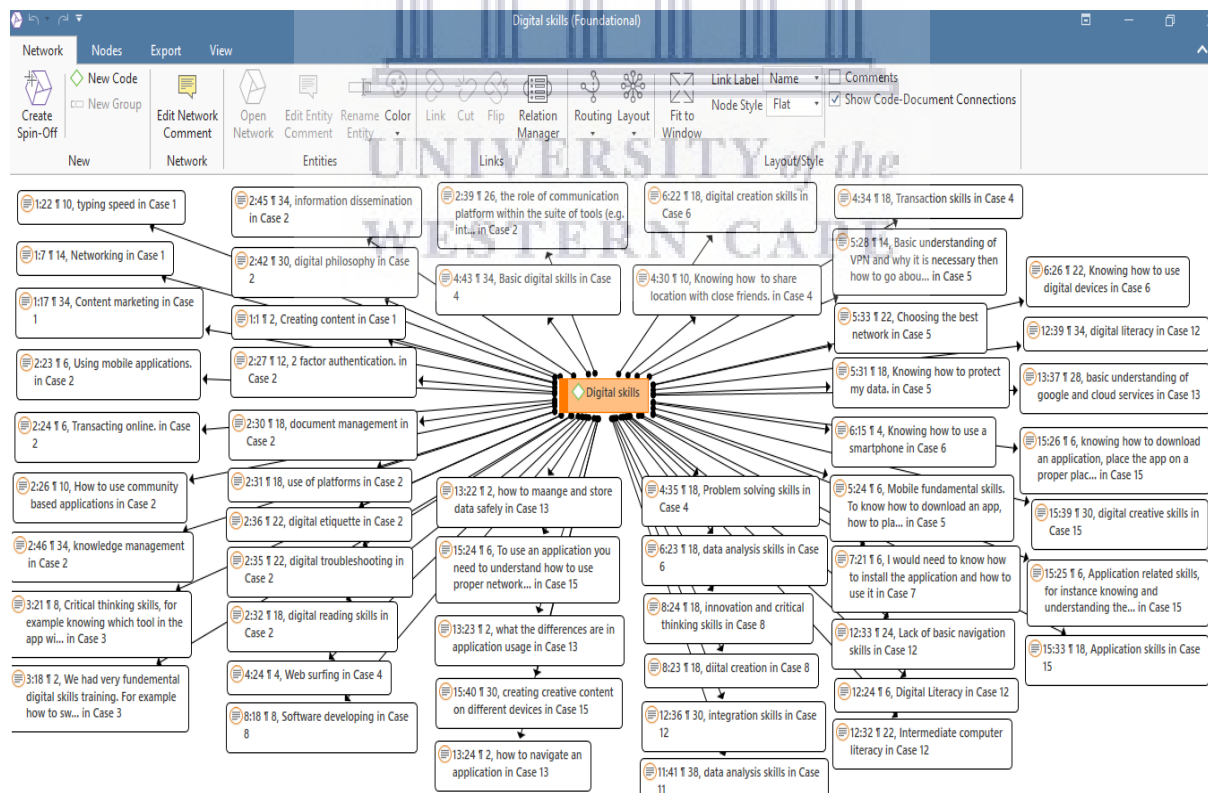 Digital skills (Foundational)
Network Nodes Export View
Create
Spin-Off
New Code
New Group
New
Edit Network
Comment
Network
Open
Network
Edit Entity
Comment
Rename
Entity
Color
Entities
Link Cut Flip
Relation
Manager
Links
Routing Layout
Fit to
Window
Link Label Name
Node Style Flat
Comments
Show Code-Document Connections
Layout/Style
UNIVERSITY of the
WESTERN CAPE
1:22 ¶ 10, typing speed in Case 1
1:7 ¶ 14, Networking in Case 1
1:17 ¶ 34, Content marketing in Case
1
2:23 ¶ 6, Using mobile applications.
in Case 2
2:24 ¶ 6, Transacting online. in Case
2
2:26 ¶ 10, How to use community
based applications in Case 2
2:46 ¶ 34, knowledge management
in Case 2
3:21 ¶ 8, Critical thinking skills, for
example knowing which tool in the
app wi... in Case 3
3:18 ¶ 2, We had very fundemental
digital skills training. For example
how to sw... in Case 3
2:45 ¶ 34, information dissemination
in Case 2
2:42 ¶ 30, digital philosophy in Case
2
1:1 ¶ 2, Creating content in Case 1
2:27 ¶ 12, 2 factor authentication. in
Case 2
2:30 ¶ 18, document management in
Case 2
2:31 ¶ 18, use of platforms in Case 2
2:36 ¶ 22, digital etiquette in Case 2
2:35 ¶ 22, digital troubleshooting in
Case 2
2:32 ¶ 18, digital reading skills in
Case 2
4:24 ¶ 4, Web surfing in Case 4
8:18 ¶ 8, Software developing in Case
8
2:39 ¶ 26, the role of communication
platform within the suite of tools (e.g.
int... in Case 2
4:43 ¶ 34, Basic digital skills in Case
4
6:22 ¶ 18, digital creation skills in
Case 6
4:30 ¶ 10, Knowing how to share
location with close friends. in Case 4
Digital skills
13:22 ¶ 2, how to maange and store
data safely in Case 13
15:24 ¶ 6, To use an application you
need to understand how to use
proper network... in Case 15
13:23 ¶ 2, what the differences are in
application usage in Case 13
15:40 ¶ 30, creating creative content
on different devices in Case 15
13:24 ¶ 2, how to navigate an
application in Case 13
4:35 ¶ 18, Problem solving skills in
Case 4
6:23 ¶ 18, data analysis skills in Case
6
8:24 ¶ 18, innovation and critical
thinking skills in Case 8
8:23 ¶ 18, diital creation in Case 8
12:36 ¶ 30, integration skills in Case
12
11:41 ¶ 38, data analysis skills in Case
11
4:34 ¶ 18, Transaction skills in Case 4
5:28 ¶ 14, Basic understanding of
VPN and why it is necessary then
how to go abou... in Case 5
5:33 ¶ 22, Choosing the best
network in Case 5
5:31 ¶ 18, Knowing how to protect
my data. in Case 5
6:15 ¶ 4, Knowing how to use a
smartphone in Case 6
5:24 ¶ 6, Mobile fundamental skills.
To know how to download an app,
how to pla... in Case 5
7:21 ¶ 6, I would need to know how
to install the application and how to
use it in Case 7
12:33 ¶ 24, Lack of basic navigation
skills in Case 12
12:24 ¶ 6, Digital Literacy in Case 12
12:32 ¶ 22, Intermediate computer
literacy in Case 12
6:26 ¶ 22, Knowing how to use
digital devices in Case 6
12:39 ¶ 34, digital literacy in Case 12
13:37 ¶ 28, basic understanding of
google and cloud services in Case 13
15:26 ¶ 6, knowing how to download
an application, place the app on a
proper plac... in Case 15
15:39 ¶ 30, digital creative skills in
Case 15
15:25 ¶ 6, Application related skills,
for instance knowing and
understanding the... in Case 15
15:33 ¶ 18, Application skills in Case
15